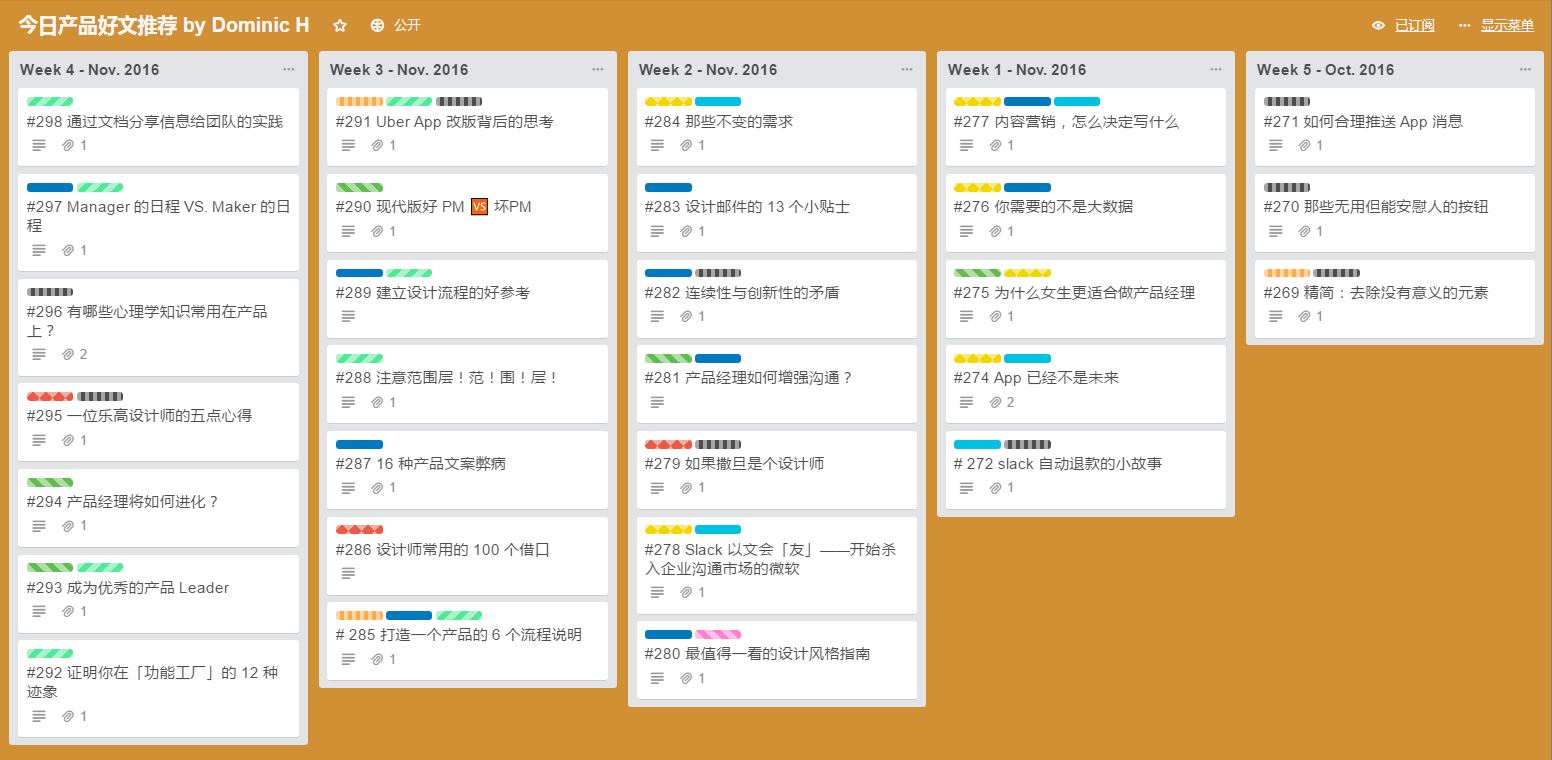 今日产品好文推荐 by Dominic H
公开
已订阅
显示菜单
Week 4 - Nov. 2016
#298 通过文档分享信息给团队的实践
1
#297 Manager 的日程 VS. Maker 的日
程
1
#296 有哪些心理学知识常用在产品
上？
2
#295 一位乐高设计师的五点心得
1
#294 产品经理将如何进化？
1
#293 成为优秀的产品 Leader
1
#292 证明你在「功能工厂」的 12 种
迹象
1
Week 3 - Nov. 2016
#291 Uber App 改版背后的思考
1
#290 现代版好 PM 🆚 坏PM
1
#289 建立设计流程的好参考
#288 注意范围层！范！围！层！
1
#287 16 种产品文案弊病
1
#286 设计师常用的 100 个借口
# 285 打造一个产品的 6 个流程说明
1
Week 2 - Nov. 2016
#284 那些不变的需求
1
#283 设计邮件的 13 个小贴士
1
#282 连续性与创新性的矛盾
1
#281 产品经理如何增强沟通？
#279 如果撒旦是个设计师
1
#278 Slack 以文会「友」——开始杀
入企业沟通市场的微软
1
#280 最值得一看的设计风格指南
1
Week 1 - Nov. 2016
#277 内容营销，怎么决定写什么
1
#276 你需要的不是大数据
1
#275 为什么女生更适合做产品经理
1
#274 App 已经不是未来
2
# 272 slack 自动退款的小故事
1
Week 5 - Oct. 2016
#271 如何合理推送 App 消息
1
#270 那些无用但能安慰人的按钮
1
#269 精简：去除没有意义的元素
1